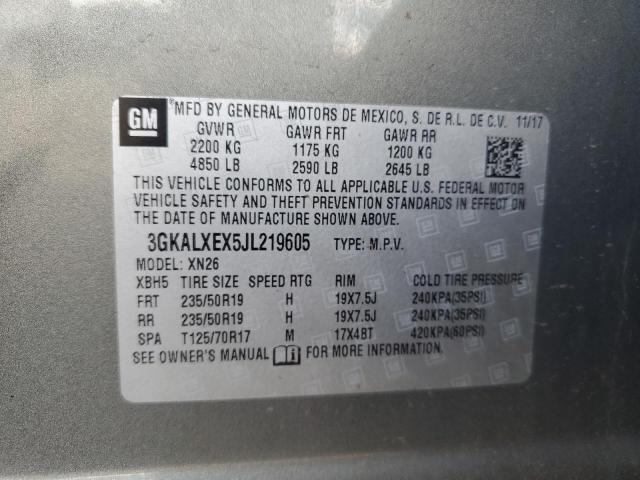 GM ® MFD BY GENERAL MOTORS DE MEXICO, S. DE R.L. DE C.V. 11/17
GVWR GAWR FRT GAWR RR
2200 KG 1175 KG 1200 KG
4850 LB 2590 LB 2645 LB
THIS VEHICLE CONFORMS TO ALL APPLICABLE U.S. FEDERAL MOTOR
VEHICLE SAFETY AND THEFT PREVENTION STANDARDS IN EFFECT ON
THE DATE OF MANUFACTURE SHOWN ABOVE.
3GKALXEX5JL219605 TYPE: M.P.V.
MODEL: XN26
XBH5 TIRE SIZE SPEED RTG RIM COLD TIRE PRESSURE
FRT 235/50R19 H 19X7.5J 240KPA(35PSI)
RR 235/50R19 H 19X7.5J 240KPA(35PSI)
SPA T125/70R17 M 17X4BT 420KPA(60PSI)
SEE OWNER'S MANUAL FOR MORE INFORMATION.